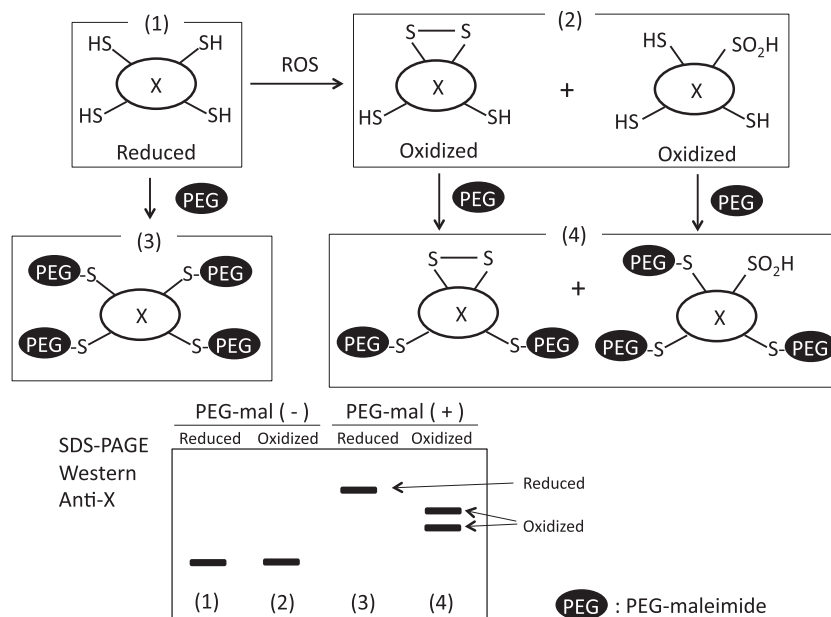 (1)
HS SH
X
HS SH
Reduced
ROS
(2)
S S
X
HS SH
Oxidized
+
HS SO₂H
X
HS SH
Oxidized
PEG
PEG
PEG
(3)
PEG-S S-PEG
X
PEG-S S-PEG
(4)
S S
X
PEG-S S-PEG
+
PEG-S SO₂H
X
PEG-S S-PEG
PEG-mal ( - ) PEG-mal ( + )
Reduced Oxidized Reduced Oxidized
SDS-PAGE
Western
Anti-X
Reduced
Oxidized
(1) (2) (3) (4)
PEG : PEG-maleimide